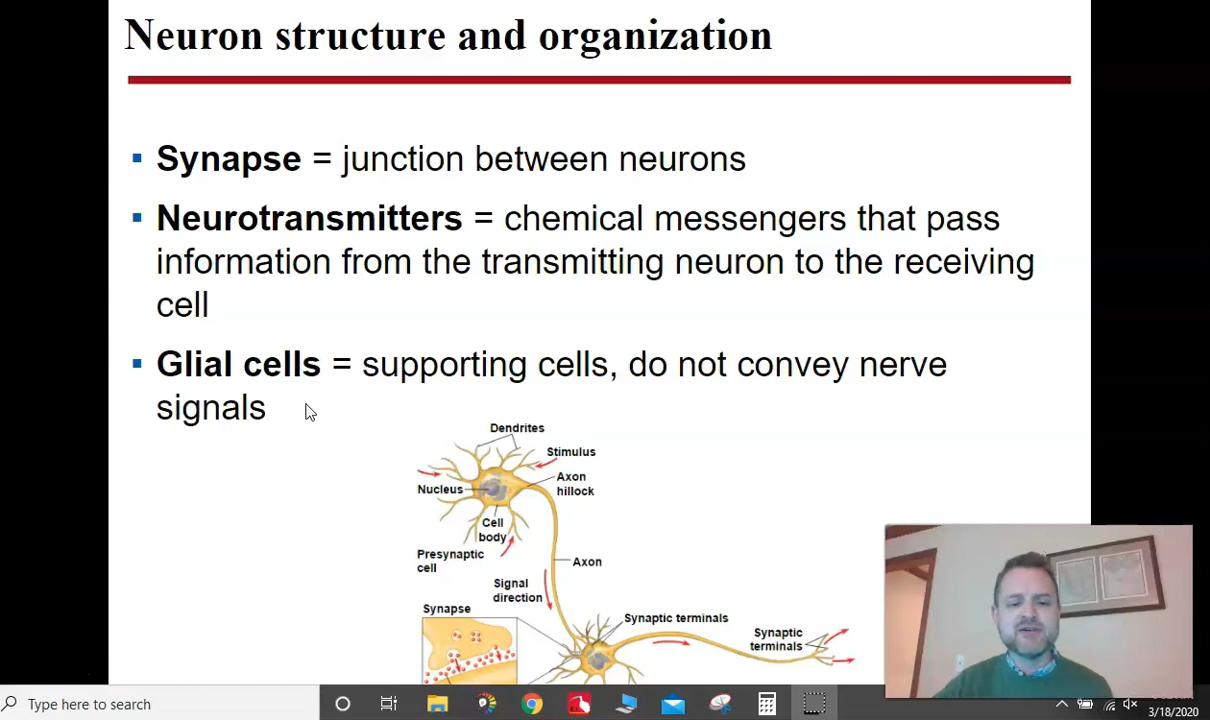 Neuron structure and organization
Synapse = junction between neurons
Neurotransmitters = chemical messengers that pass
information from the transmitting neuron to the receiving
cell
Glial cells = supporting cells, do not convey nerve
signals
Dendrites
Stimulus
Axon
hillock
Nucleus
Cell
body
Presynaptic
cell
Axon
Signal
direction
Synapse
Synaptic terminals
Synaptic
terminals
Type here to search
3/18/2020